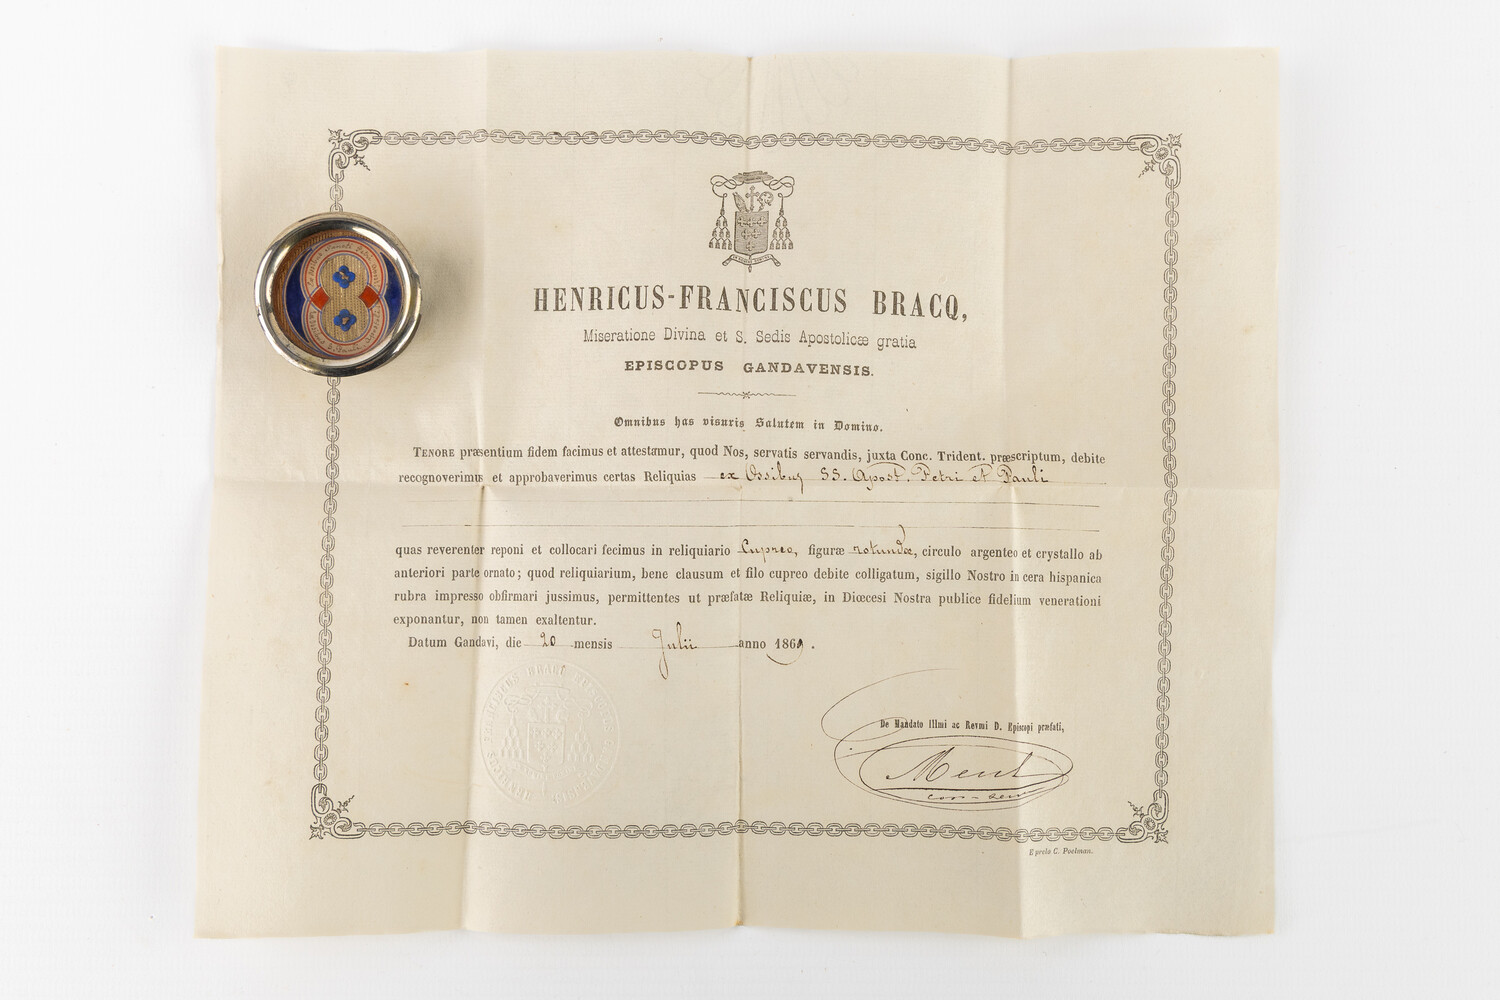 HENRICUS-FRANCISCUS BRACQ,
Miseratione Divina et S. Sedis Apostolicæ gratia
EPISCOPUS GANDAVENSIS.
Omnibus has visuris Salutem in Domino.
TENORE præsentium fidem facimus et attestamur, quod Nos, servatis servandis, juxta Conc. Trident. præscriptum, debite
recognoverimus et approbaverimus certas Reliquias ex Ossibus SS. Apost. Petri et Pauli
quas reverenter reponi et collocari fecimus in reliquiario Cupreo, figuræ rotundæ, circulo argenteo et crystallo ab
anteriori parte ornato; quod reliquiarium, bene clausum et filo cupreo debite colligatum, sigillo Nostro in cera hispanica
rubra impresso obfirmari jussimus, permittentes ut præfatæ Reliquiæ, in Diœcesi Nostra publice fidelium venerationi
exponantur, non tamen exaltentur.
Datum Gandavi, die 20 mensis Julii anno 1869.
De Mandato Illmi ac Revmi D. Episcopi præfati,
E prelo C. Poelman.